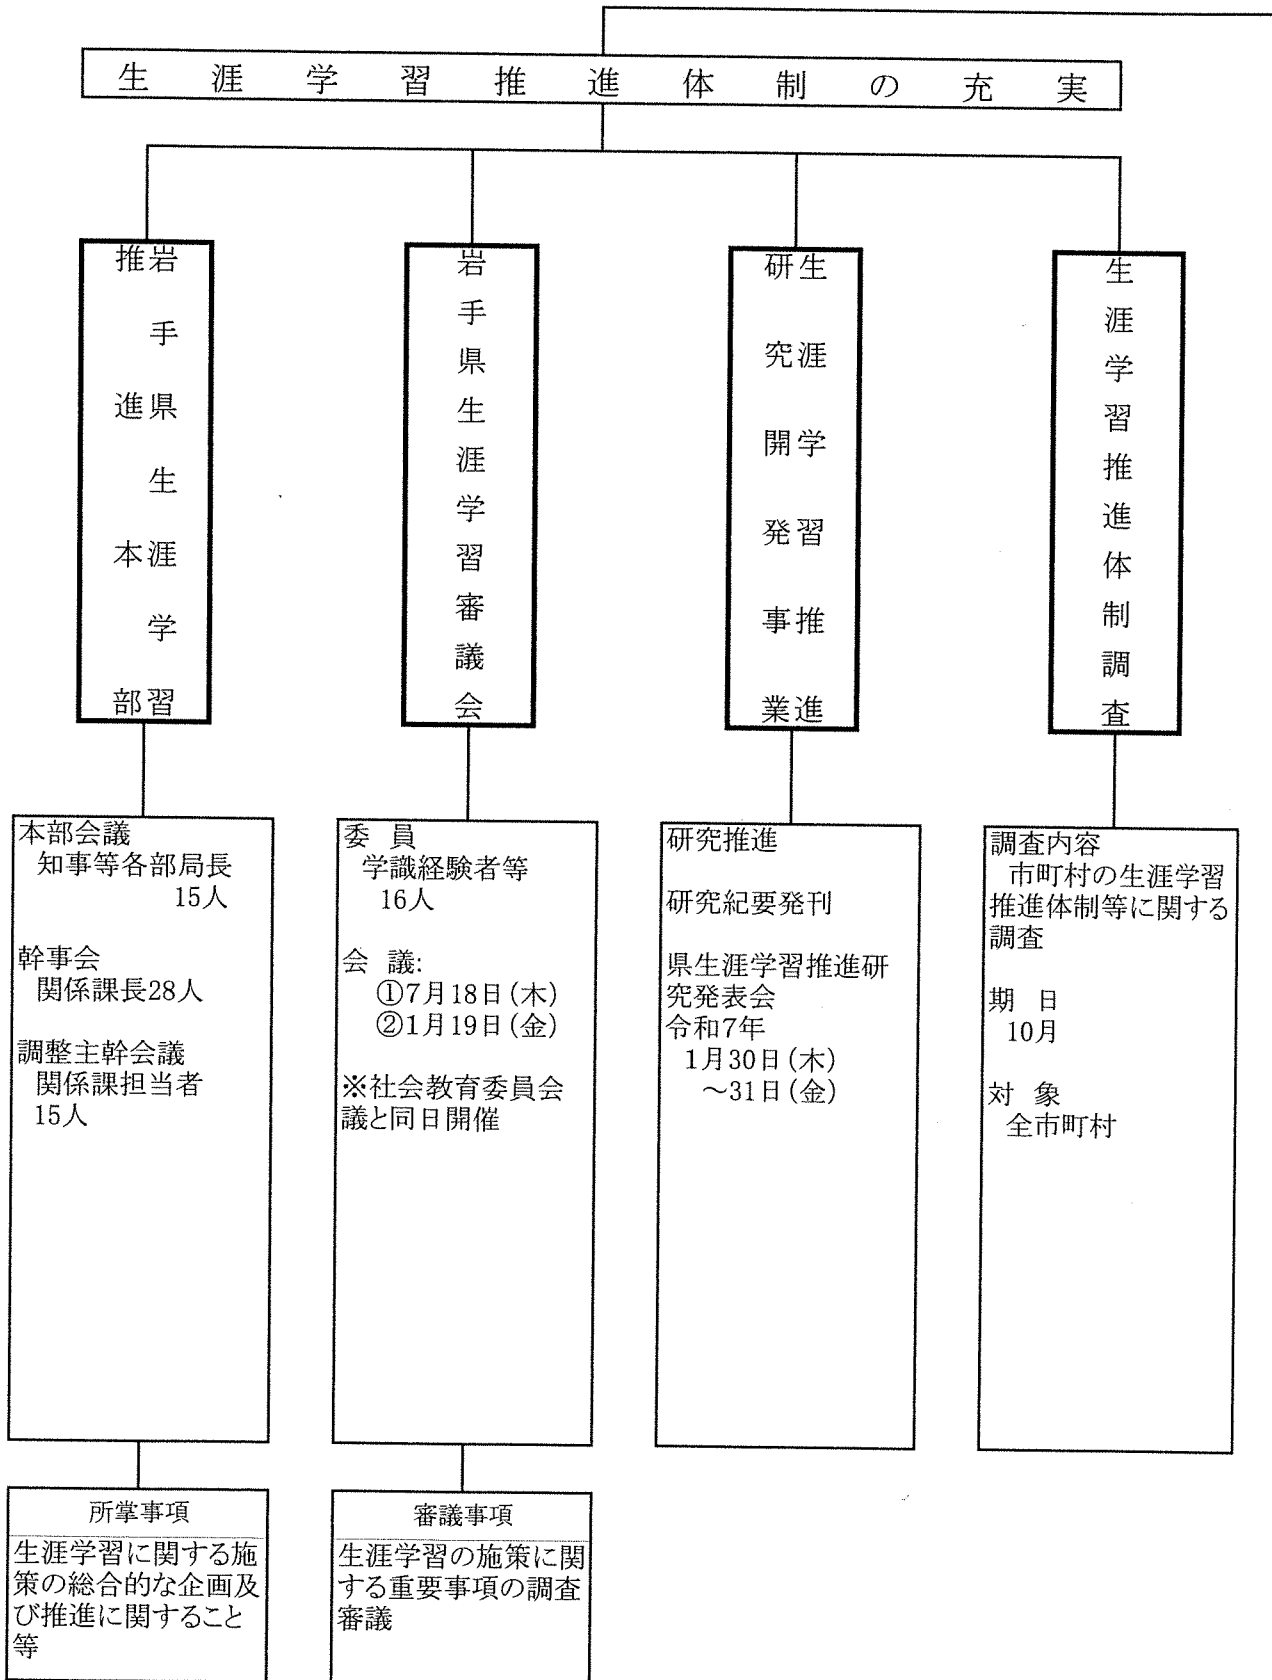 生涯学習推進体制の充実
岩手県生涯学習
推進本部
岩手県生涯学習審議会
生涯学習推進
研究開発事業
生涯学習推進体制調査
本部会議
知事等各部局長
15人
幹事会
関係課長28人
調整主幹会議
関係課担当者
15人
委 員
学識経験者等
16人
会 議:
①7月18日(木)
②1月19日(金)
※社会教育委員会
議と同日開催
研究推進
研究紀要発刊
県生涯学習推進研
究発表会
令和7年
1月30日(木)
～31日(金)
調査内容
市町村の生涯学習
推進体制等に関する
調査
期 日
10月
対 象
全市町村
所掌事項
生涯学習に関する施
策の総合的な企画及
び推進に関すること
等
審議事項
生涯学習の施策に関
する重要事項の調査
審議